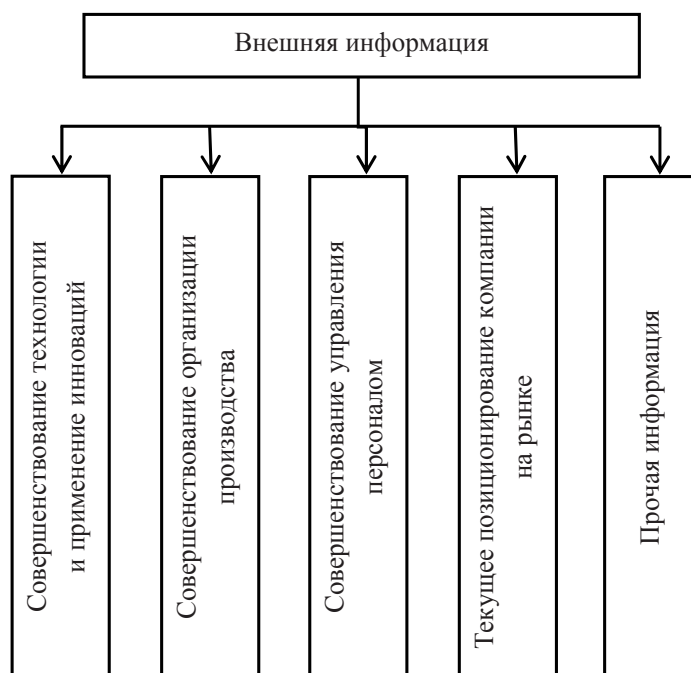 Внешняя информация
Совершенствование технологии
и применение инноваций
Совершенствование организации
производства
Совершенствование управления
персоналом
Текущее позиционирование компании
на рынке
Прочая информация